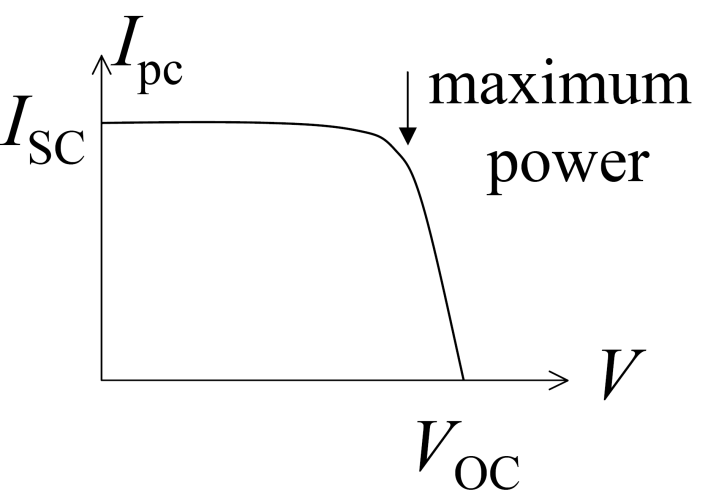 I_pc
I_SC
maximum
power
V
V_OC